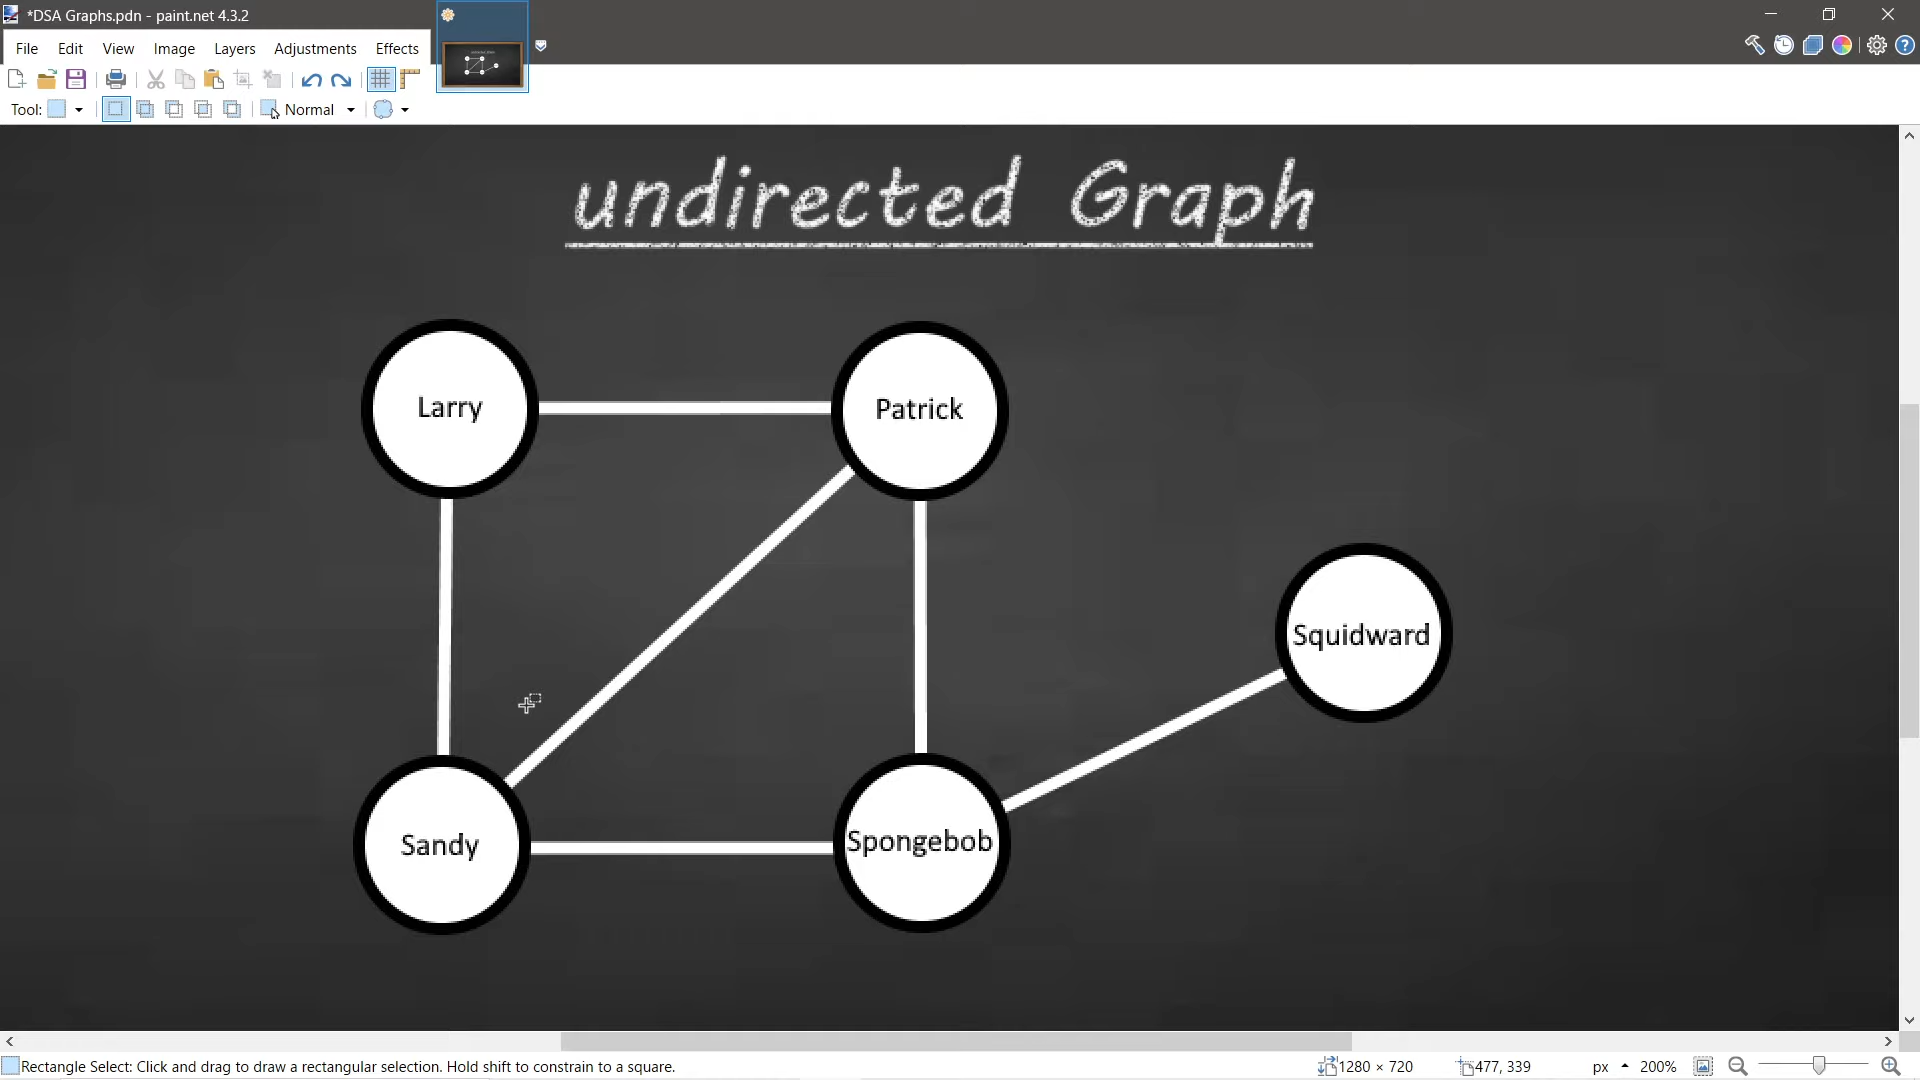 *DSA Graphs.pdn - paint.net 4.3.2
File Edit View Image Layers Adjustments Effects
Tool: Normal
undirected Graph
Larry Patrick
Squidward
Sandy Spongebob
Rectangle Select: Click and drag to draw a rectangular selection. Hold shift to constrain to a square. 1280 × 720 477, 339 px 200%